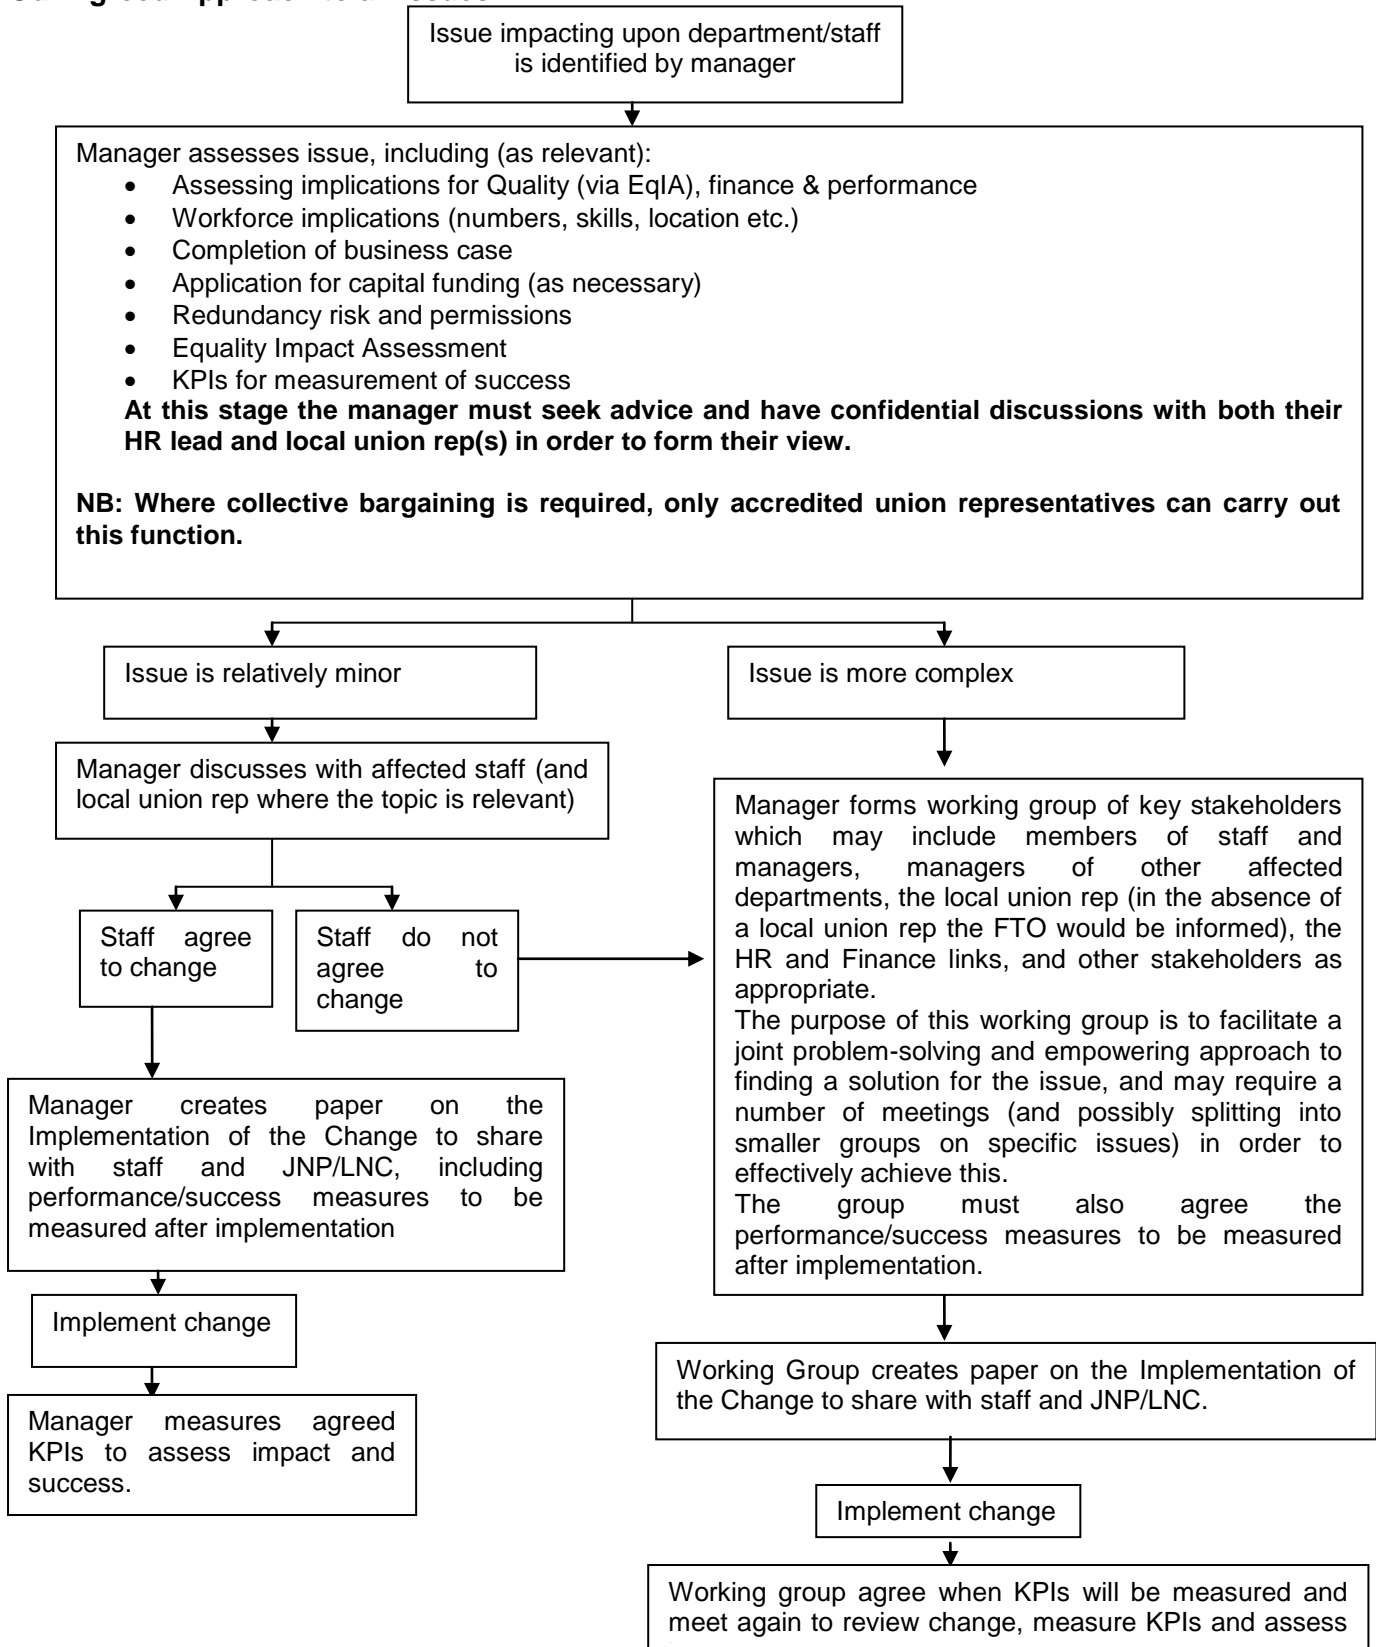 Issue impacting upon department/staff
is identified by manager
Manager assesses issue, including (as relevant):
• Assessing implications for Quality (via EqIA), finance & performance
• Workforce implications (numbers, skills, location etc.)
• Completion of business case
• Application for capital funding (as necessary)
• Redundancy risk and permissions
• Equality Impact Assessment
• KPIs for measurement of success
At this stage the manager must seek advice and have confidential discussions with both their
HR lead and local union rep(s) in order to form their view.
NB: Where collective bargaining is required, only accredited union representatives can carry out
this function.
Issue is relatively minor
Issue is more complex
Manager discusses with affected staff (and
local union rep where the topic is relevant)
Staff agree
to change
Staff do not
agree to
change
Manager creates paper on the
Implementation of the Change to share
with staff and JNP/LNC, including
performance/success measures to be
measured after implementation
Implement change
Manager measures agreed
KPIs to assess impact and
success.
Manager forms working group of key stakeholders
which may include members of staff and
managers, managers of other affected
departments, the local union rep (in the absence of
a local union rep the FTO would be informed), the
HR and Finance links, and other stakeholders as
appropriate.
The purpose of this working group is to facilitate a
joint problem-solving and empowering approach to
finding a solution for the issue, and may require a
number of meetings (and possibly splitting into
smaller groups on specific issues) in order to
effectively achieve this.
The group must also agree the
performance/success measures to be measured
after implementation.
Working Group creates paper on the Implementation of
the Change to share with staff and JNP/LNC.
Implement change
Working group agree when KPIs will be measured and
meet again to review change, measure KPIs and assess